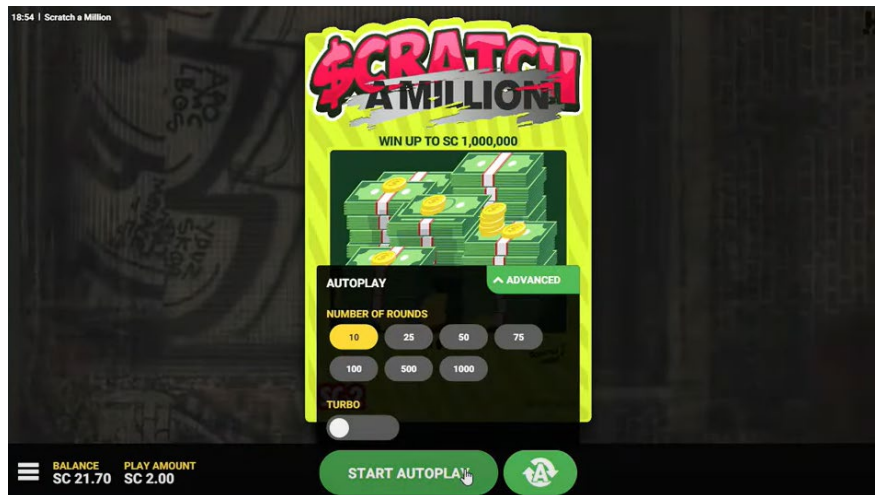 18:54 | Scratch a Million
$CRATCH
A MILLION!
WIN UP TO SC 1,000,000
AUTOPLAY
ADVANCED
NUMBER OF ROUNDS
10 25 50 75
100 500 1000
TURBO
BALANCE PLAY AMOUNT
SC 21.70 SC 2.00
START AUTOPLAY
A